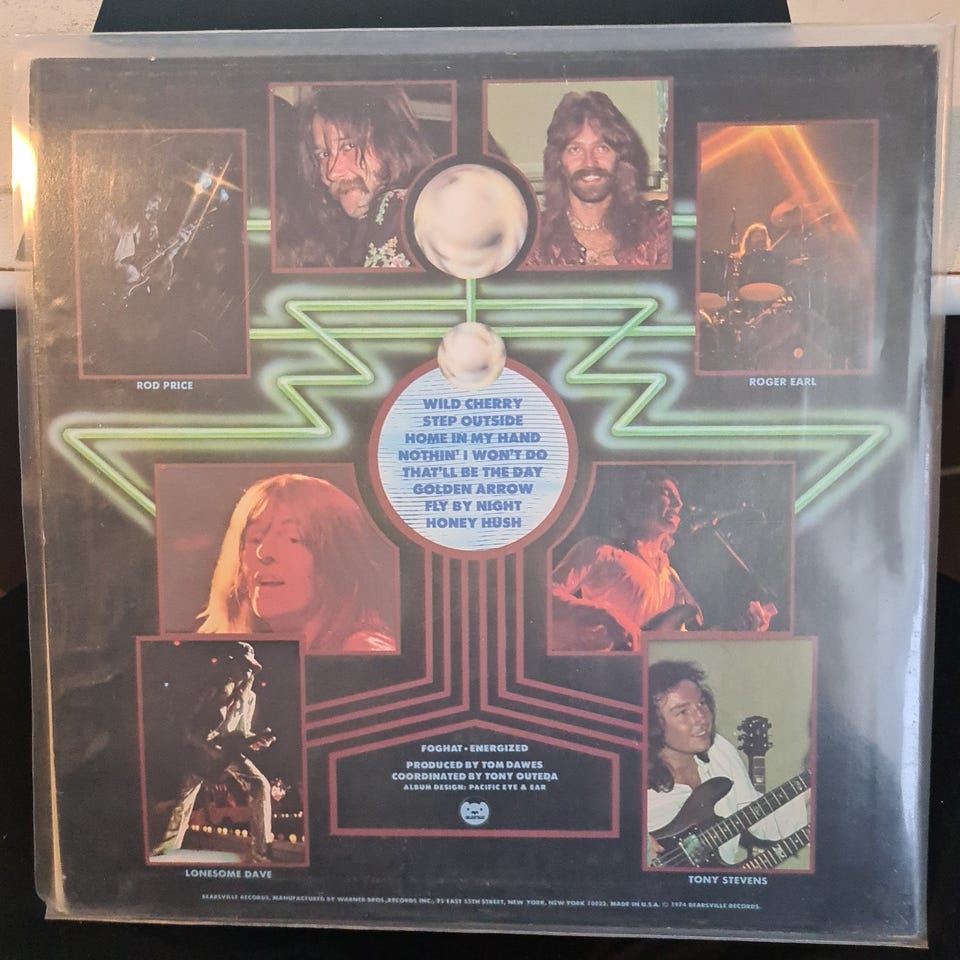 ROD PRICE
ROGER EARL
WILD CHERRY
STEP OUTSIDE
HOME IN MY HAND
NOTHIN' I WON'T DO
THAT'LL BE THE DAY
GOLDEN ARROW
FLY BY NIGHT
HONEY HUSH
FOGHAT • ENERGIZED
PRODUCED BY TOM DAWES
COORDINATED BY TONY OUTEDA
ALBUM DESIGN: PACIFIC EYE & EAR
LONESOME DAVE
TONY STEVENS
BEARSVILLE RECORDS, MANUFACTURED BY WARNER BROS. RECORDS INC., 75 EAST 55TH STREET, NEW YORK, NEW YORK 10022. MADE IN U.S.A. © 1974 BEARSVILLE RECORDS.